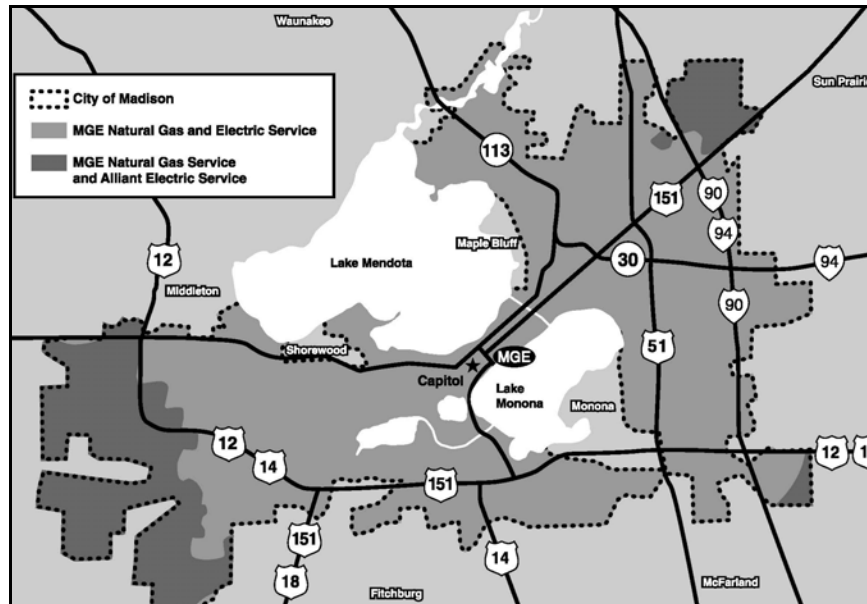 Waunakee
Sun Prairie
City of Madison
MGE Natural Gas and Electric Service
MGE Natural Gas Service
and Alliant Electric Service
113
151
90
94
12
Maple Bluff
Lake Mendota
30
94
Middleton
90
Shorewood
MGE
51
Capitol
Lake
Monona
Monona
12
14
151
12
1
151
14
18
Fitchburg
McFarland